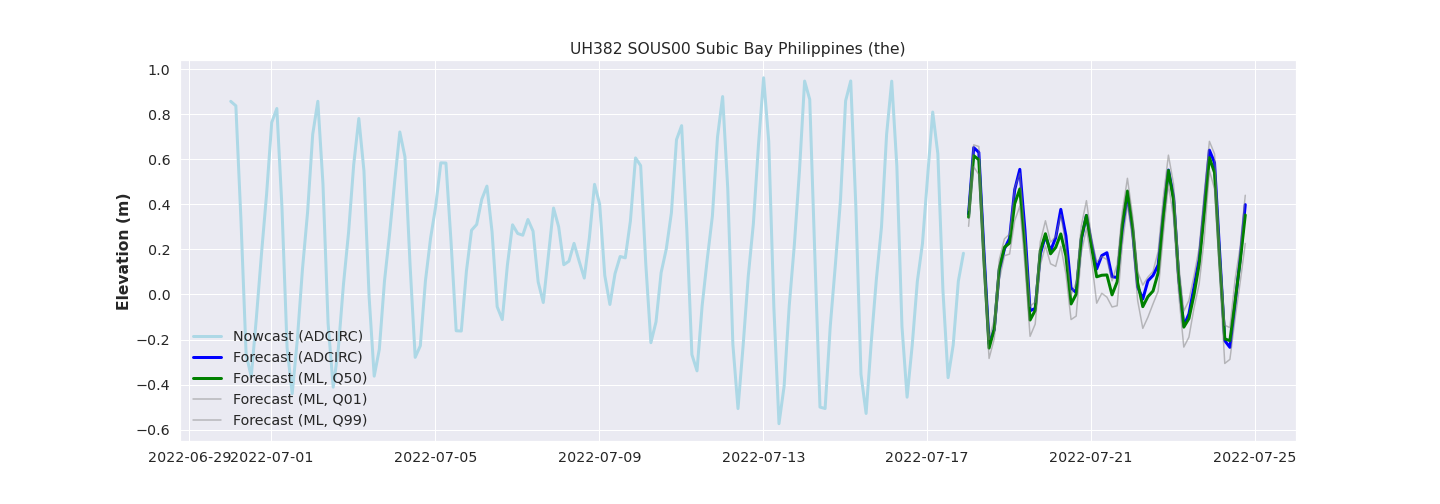 UH382 SOUS00 Subic Bay Philippines (the)
1.0
0.8
0.6
0.4
0.2
0.0
−0.2
−0.4
−0.6
Elevation (m)
Nowcast (ADCIRC)
Forecast (ADCIRC)
Forecast (ML, Q50)
Forecast (ML, Q01)
Forecast (ML, Q99)
2022-06-29 2022-07-01 2022-07-05 2022-07-09 2022-07-13 2022-07-17 2022-07-21 2022-07-25